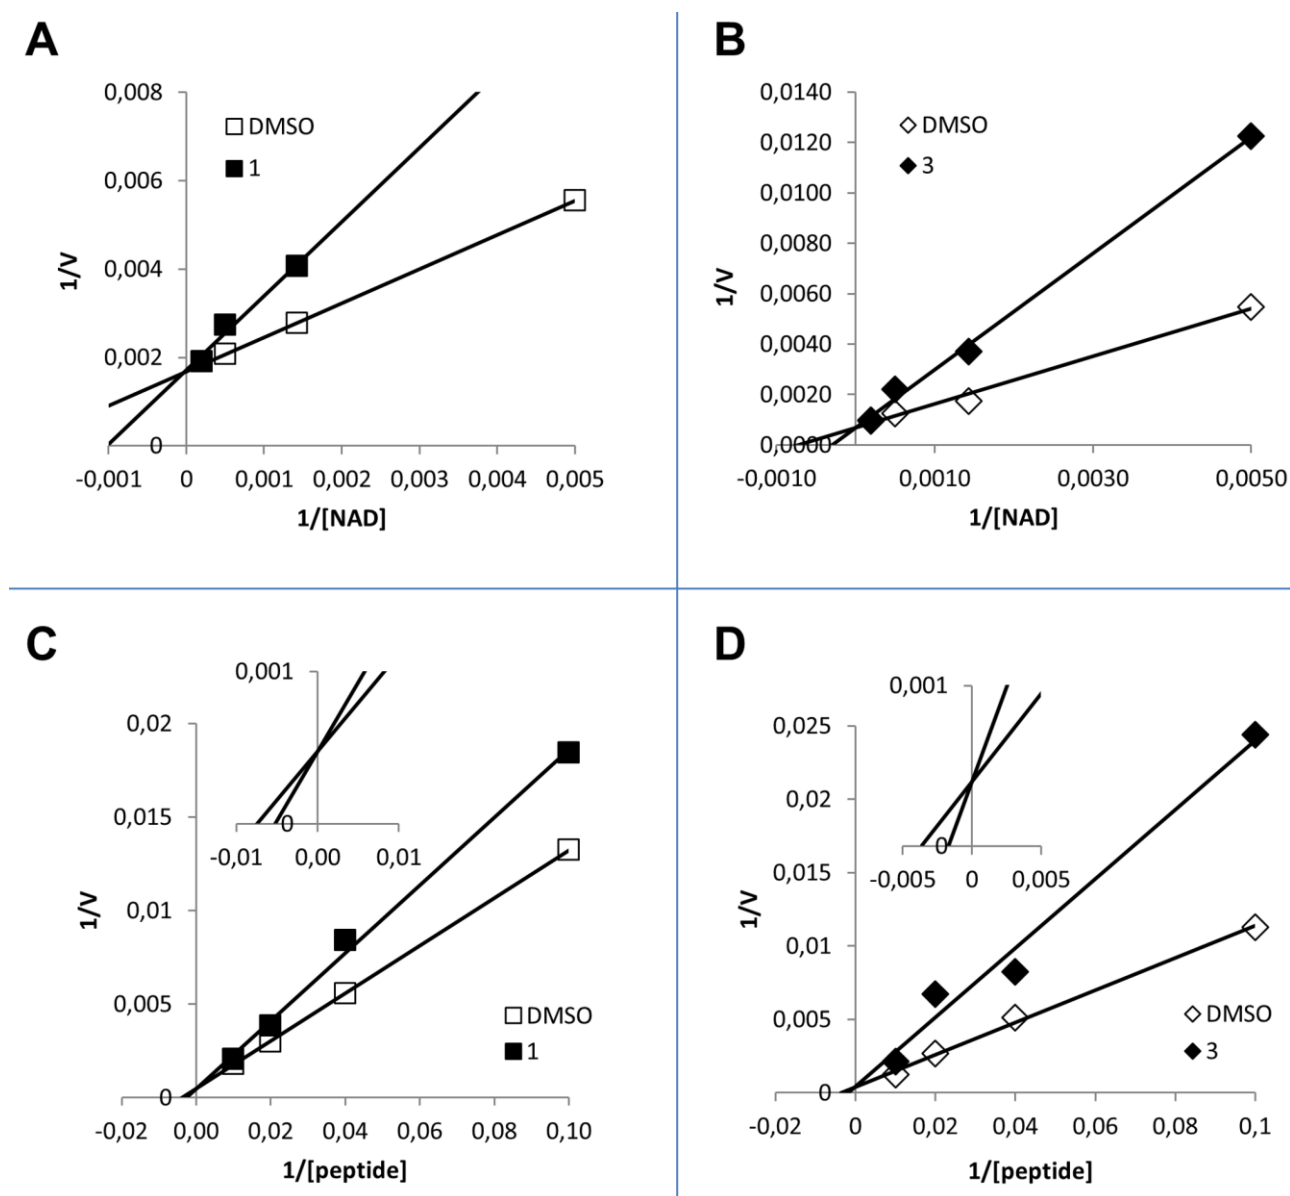 A
0,008
0,006
0,004
0,002
0
-0,001 0 0,001 0,002 0,003 0,004 0,005
1/V
1/[NAD]
DMSO
1
B
0,0140
0,0120
0,0100
0,0080
0,0060
0,0040
0,0020
0,0000
-0,0010 0,0010 0,0030 0,0050
1/V
1/[NAD]
DMSO
3
C
0,001
0
-0,01 0,00 0,01
0,02
0,015
0,01
0,005
0
-0,02 0,00 0,02 0,04 0,06 0,08 0,10
1/V
1/[peptide]
DMSO
1
D
0,001
0
-0,005 0 0,005
0,025
0,02
0,015
0,01
0,005
0
-0,02 0 0,02 0,04 0,06 0,08 0,1
1/V
1/[peptide]
DMSO
3